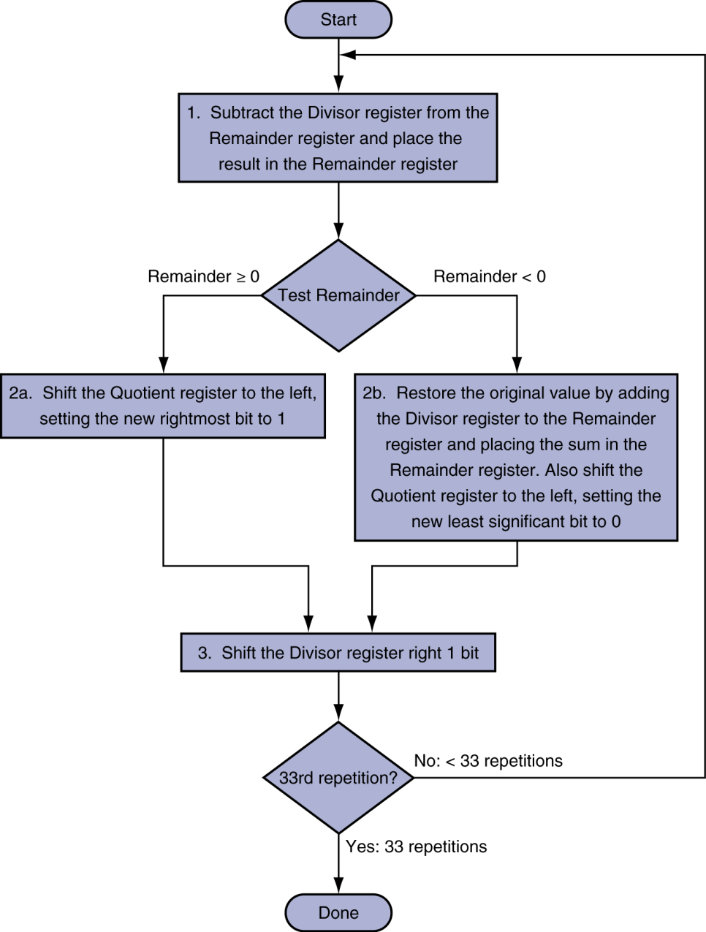 Start
1. Subtract the Divisor register from the
Remainder register and place the
result in the Remainder register
Remainder ≥ 0
Remainder < 0
Test Remainder
2a. Shift the Quotient register to the left,
setting the new rightmost bit to 1
2b. Restore the original value by adding
the Divisor register to the Remainder
register and placing the sum in the
Remainder register. Also shift the
Quotient register to the left, setting the
new least significant bit to 0
3. Shift the Divisor register right 1 bit
33rd repetition?
No: < 33 repetitions
Yes: 33 repetitions
Done